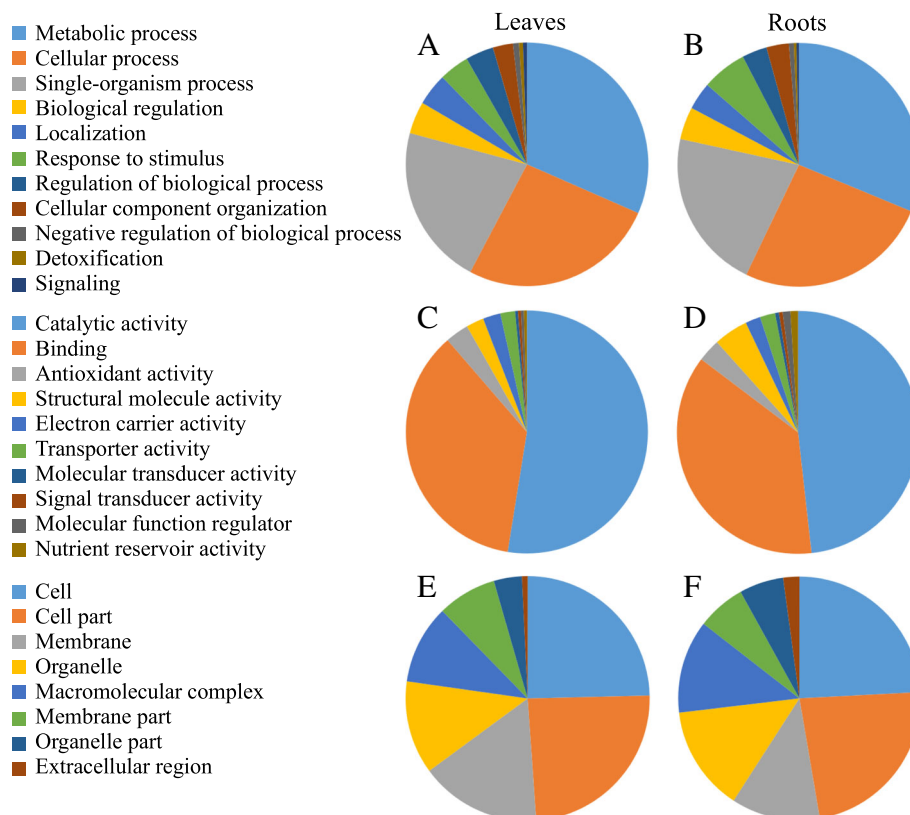 Leaves
Roots
A
B
Metabolic process
Cellular process
Single-organism process
Biological regulation
Localization
Response to stimulus
Regulation of biological process
Cellular component organization
Negative regulation of biological process
Detoxification
Signaling
C
D
Catalytic activity
Binding
Antioxidant activity
Structural molecule activity
Electron carrier activity
Transporter activity
Molecular transducer activity
Signal transducer activity
Molecular function regulator
Nutrient reservoir activity
E
F
Cell
Cell part
Membrane
Organelle
Macromolecular complex
Membrane part
Organelle part
Extracellular region